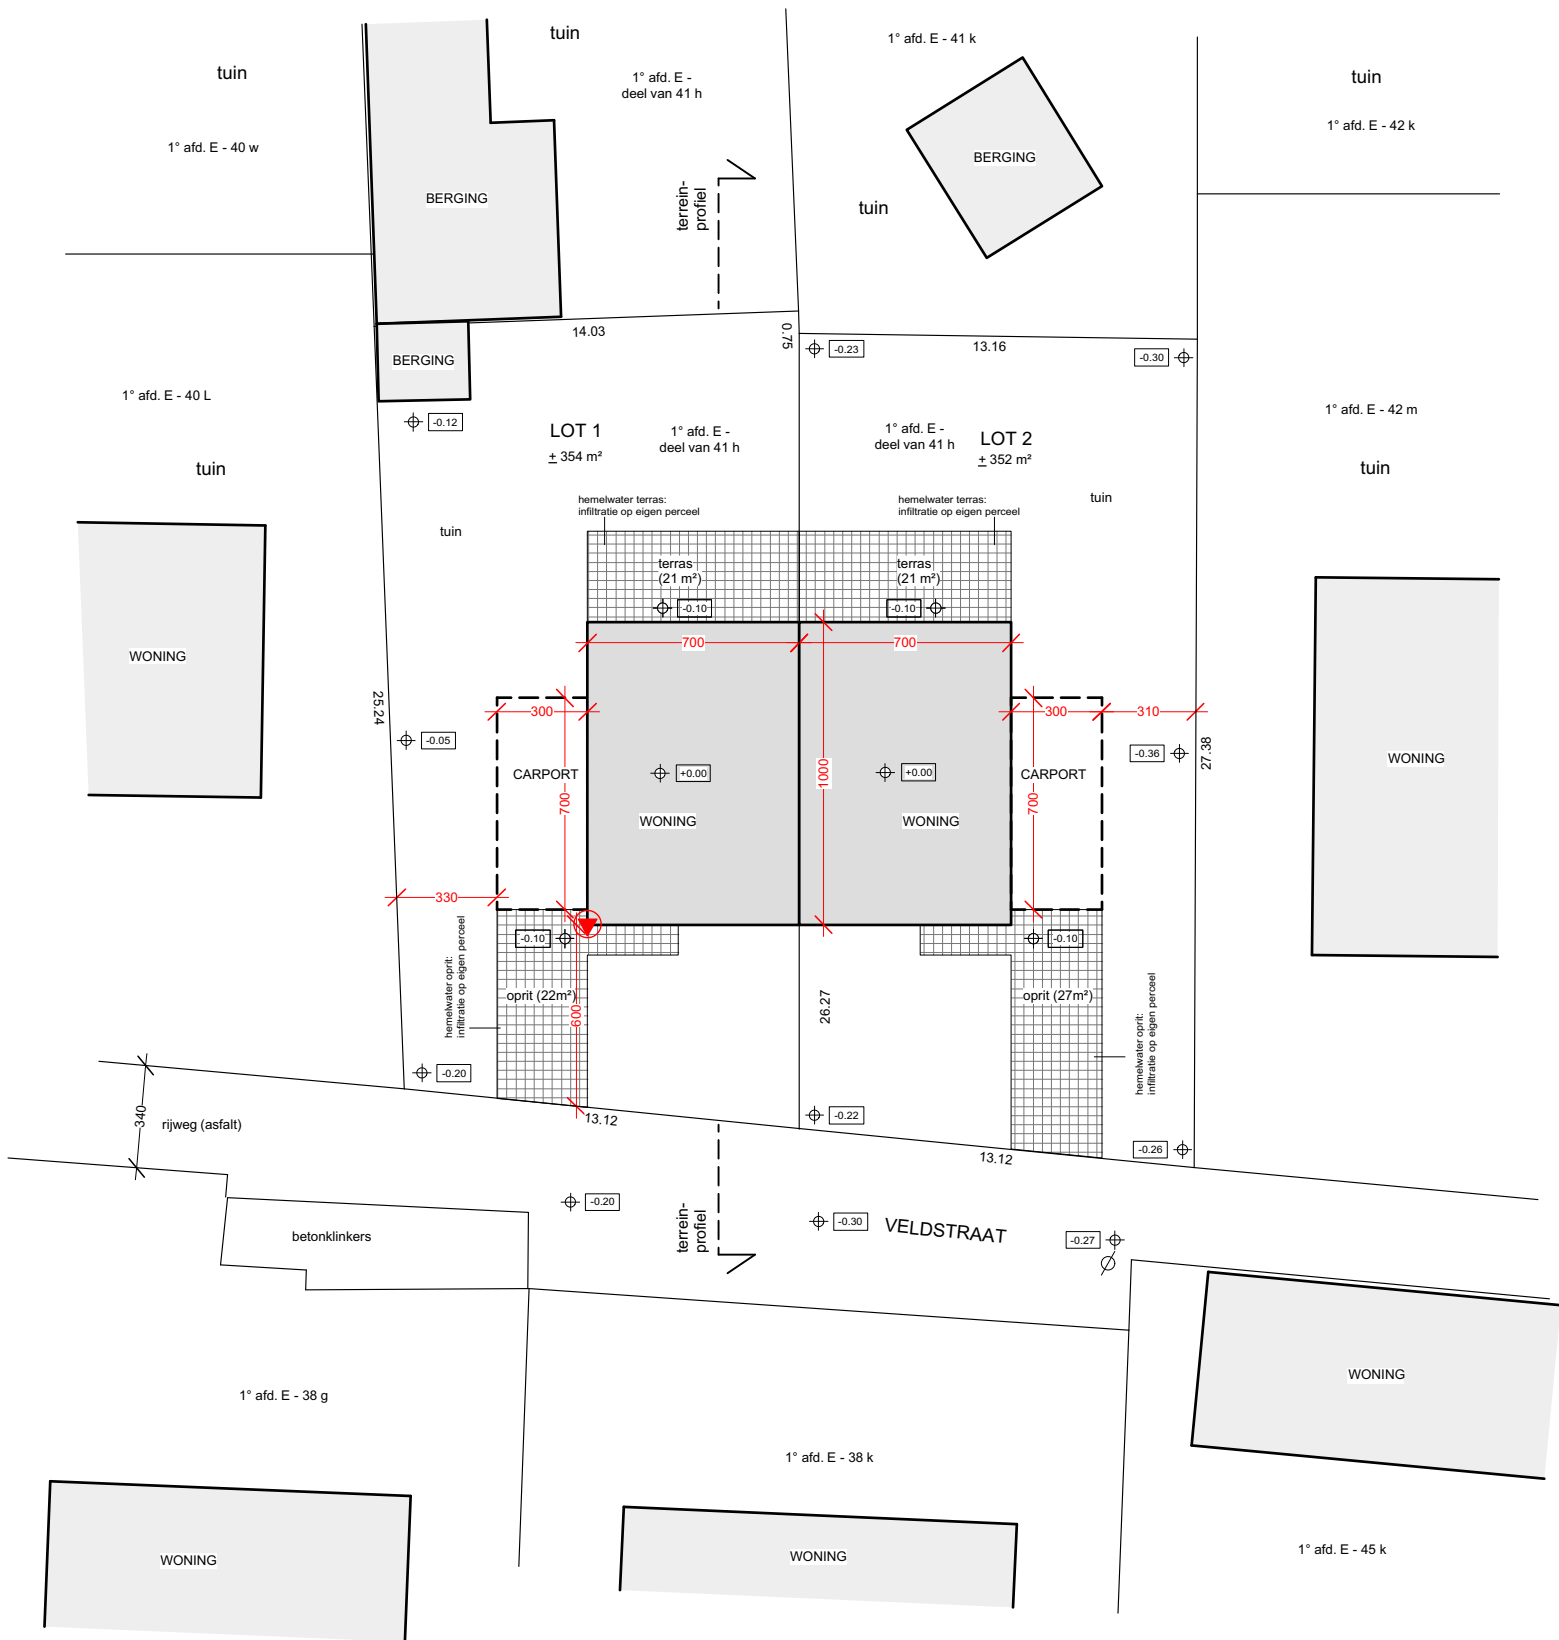 tuin
1° afd. E - 41 k
tuin
1° afd. E -
deel van 41 h
tuin
1° afd. E - 42 k
1° afd. E - 40 w
BERGING
BERGING
terrein-
profiel
tuin
14.03
0.75
-0.23
13.16
-0.30
BERGING
1° afd. E - 40 L
-0.12
LOT 1
± 354 m²
1° afd. E -
deel van 41 h
1° afd. E -
deel van 41 h
LOT 2
± 352 m²
1° afd. E - 42 m
tuin
tuin
hemelwater terras:
infiltratie op eigen perceel
hemelwater terras:
infiltratie op eigen perceel
tuin
tuin
terras
(21 m²)
terras
(21 m²)
-0.10
-0.10
WONING
700
700
25.24
300
300
310
-0.05
-0.36
27.38
WONING
CARPORT
+0.00
1000
+0.00
CARPORT
700
700
WONING
WONING
330
-0.10
-0.10
hemelwater oprit:
infiltratie op eigen perceel
oprit (22m²)
600
26.27
oprit (27m²)
hemelwater oprit:
infiltratie op eigen perceel
-0.20
340
rijweg (asfalt)
13.12
-0.22
13.12
-0.26
-0.20
terrein-
profiel
-0.30
VELDSTRAAT
-0.27
betonklinkers
WONING
1° afd. E - 38 g
1° afd. E - 38 k
WONING
WONING
1° afd. E - 45 k